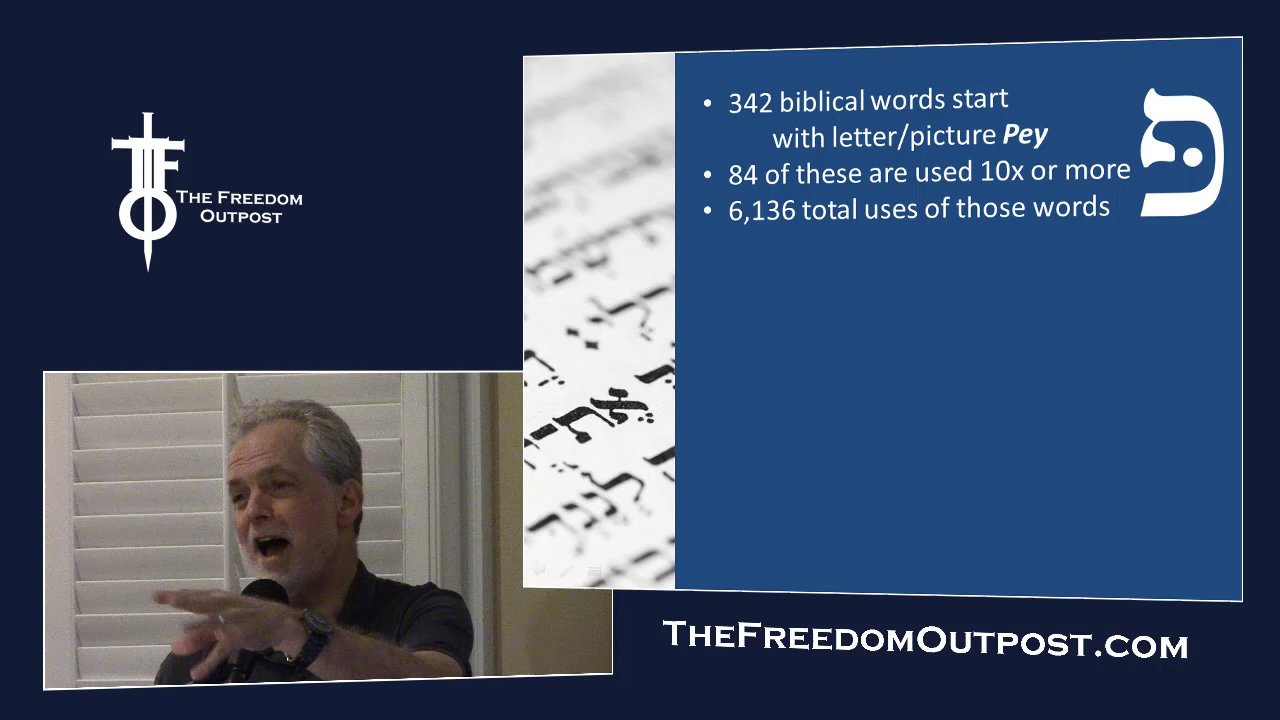 The Freedom
Outpost
• 342 biblical words start
with letter/picture Pey
• 84 of these are used 10x or more
• 6,136 total uses of those words
פּ
TheFreedomOutpost.com